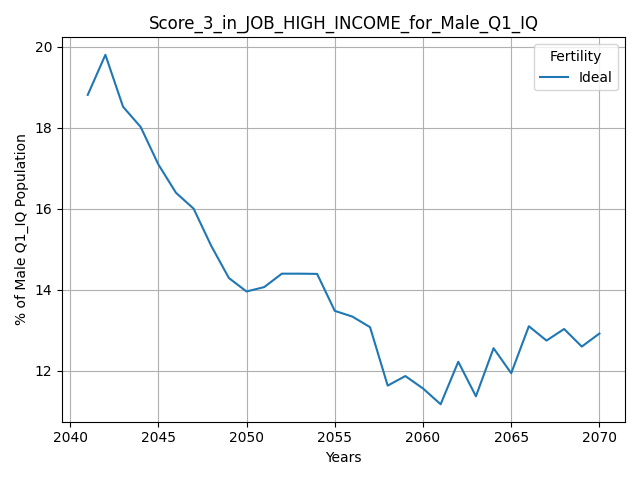 Score_3_in_JOB_HIGH_INCOME_for_Male_Q1_IQ
Fertility
Ideal
% of Male Q1_IQ Population
20
18
16
14
12
2040 2045 2050 2055 2060 2065 2070
Years